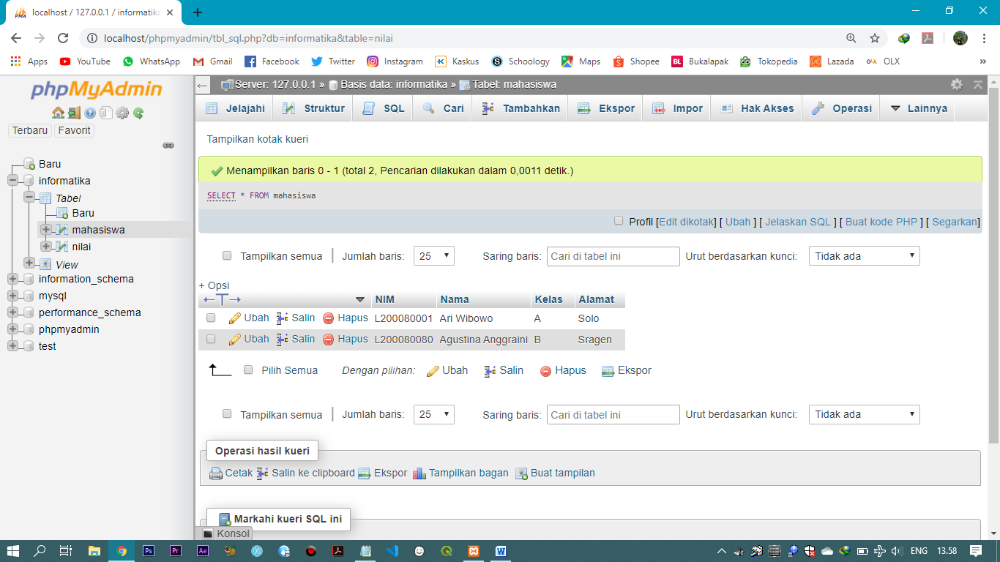 localhost / 127.0.0.1 / informatika
localhost/phpmyadmin/tbl_sql.php?db=informatika&table=nilai
Apps YouTube WhatsApp Gmail Facebook Twitter Instagram Kaskus Schoology Maps Shopee Bukalapak Tokopedia Lazada OLX »
phpMyAdmin
Terbaru Favorit
Baru
informatika
Tabel
Baru
mahasiswa
nilai
View
information_schema
mysql
performance_schema
phpmyadmin
test
Server: 127.0.0.1 » Basis data: informatika » Tabel: mahasiswa
Jelajahi Struktur SQL Cari Tambahkan Ekspor Impor Hak Akses Operasi Lainnya
Tampilkan kotak kueri
Menampilkan baris 0 - 1 (total 2, Pencarian dilakukan dalam 0,0011 detik.)
SELECT * FROM mahasiswa
Profil [Edit dikotak] [ Ubah ] [ Jelaskan SQL ] [ Buat kode PHP ] [ Segarkan]
Tampilkan semua Jumlah baris: 25 Saring baris: Cari di tabel ini Urut berdasarkan kunci: Tidak ada
+ Opsi
NIM Nama Kelas Alamat
Ubah Salin Hapus L200080001 Ari Wibowo A Solo
Ubah Salin Hapus L200080080 Agustina Anggraini B Sragen
Pilih Semua Dengan pilihan: Ubah Salin Hapus Ekspor
Tampilkan semua Jumlah baris: 25 Saring baris: Cari di tabel ini Urut berdasarkan kunci: Tidak ada
Operasi hasil kueri
Cetak Salin ke clipboard Ekspor Tampilkan bagan Buat tampilan
Markahi kueri SQL ini
Konsol
ENG 13.58